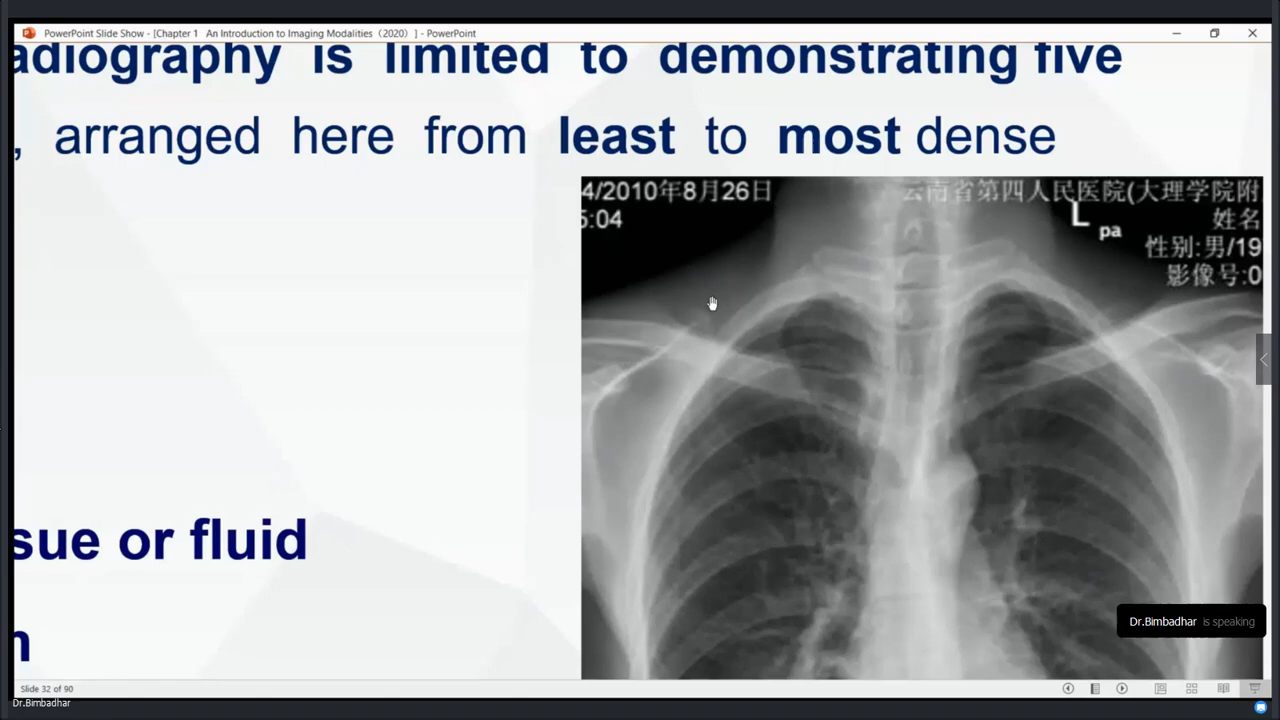 PowerPoint Slide Show - [Chapter 1 An Introduction to Imaging Modalities（2020）] - PowerPoint
adiography is limited to demonstrating five
, arranged here from least to most dense
4/2010年8月26日
5:04
云南省第四人民医院(大理学院附
L
pa
姓名
性别:男/19
影像号:0
sue or fluid
n
Dr.Bimbadhar is speaking
Slide 32 of 90
Dr.Bimbadhar